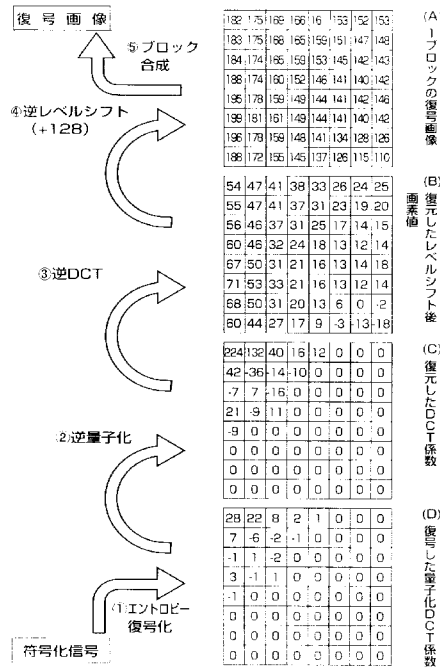 復号画像
⑤ブロック
合成
④逆レベルシフト
(+128)
③逆DCT
②逆量子化
①エントロピー
復号化
符号化信号
182 175 169 166 16 153 152 153
183 175 168 165 159 151 147 148
184 174 165 159 153 145 142 143
188 174 160 152 146 141 140 142
195 178 159 149 144 141 142 146
199 181 161 149 144 141 140 142
196 178 159 148 141 134 128 126
188 172 155 145 137 126 115 110
(A
1ブロックの復号画像
54 47 41 38 33 26 24 25
55 47 41 37 31 23 19 20
56 46 37 31 25 17 14 15
60 46 32 24 18 13 12 14
67 50 31 21 16 13 14 18
71 53 33 21 16 13 12 14
68 50 31 20 13 6 0 -2
60 44 27 17 9 -3 -13 -18
(B)
復元したレベルシフト後
画素値
224 132 40 16 12 0 0 0
42 -36 -14 -10 0 0 0 0
-7 7 -16 0 0 0 0 0
21 -9 11 0 0 0 0 0
-9 0 0 0 0 0 0 0
0 0 0 0 0 0 0 0
0 0 0 0 0 0 0 0
0 0 0 0 0 0 0 0
(C)
復元したDCT係数
28 22 8 2 1 0 0 0
7 -6 -2 -1 0 0 0 0
-1 1 -2 0 0 0 0 0
3 -1 1 0 0 0 0 0
-1 0 0 0 0 0 0 0
0 0 0 0 0 0 0 0
0 0 0 0 0 0 0 0
0 0 0 0 0 0 0 0
(D)
復号した量子化DCT係数